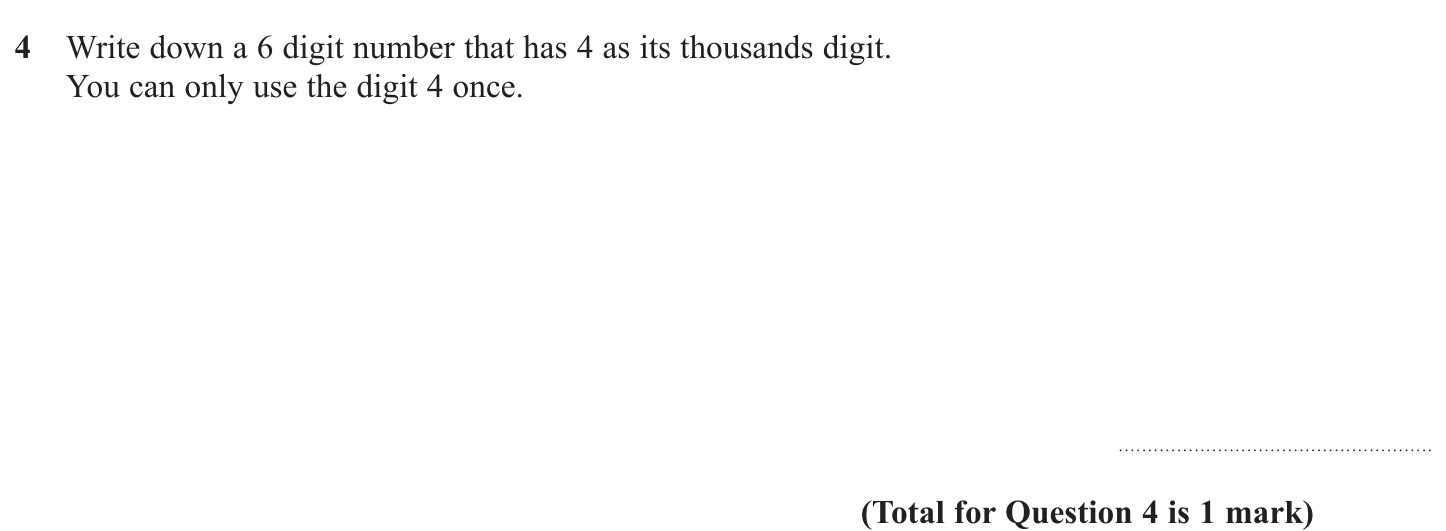 4 Write down a 6 digit number that has 4 as its thousands digit.
You can only use the digit 4 once.
....................................................
(Total for Question 4 is 1 mark)